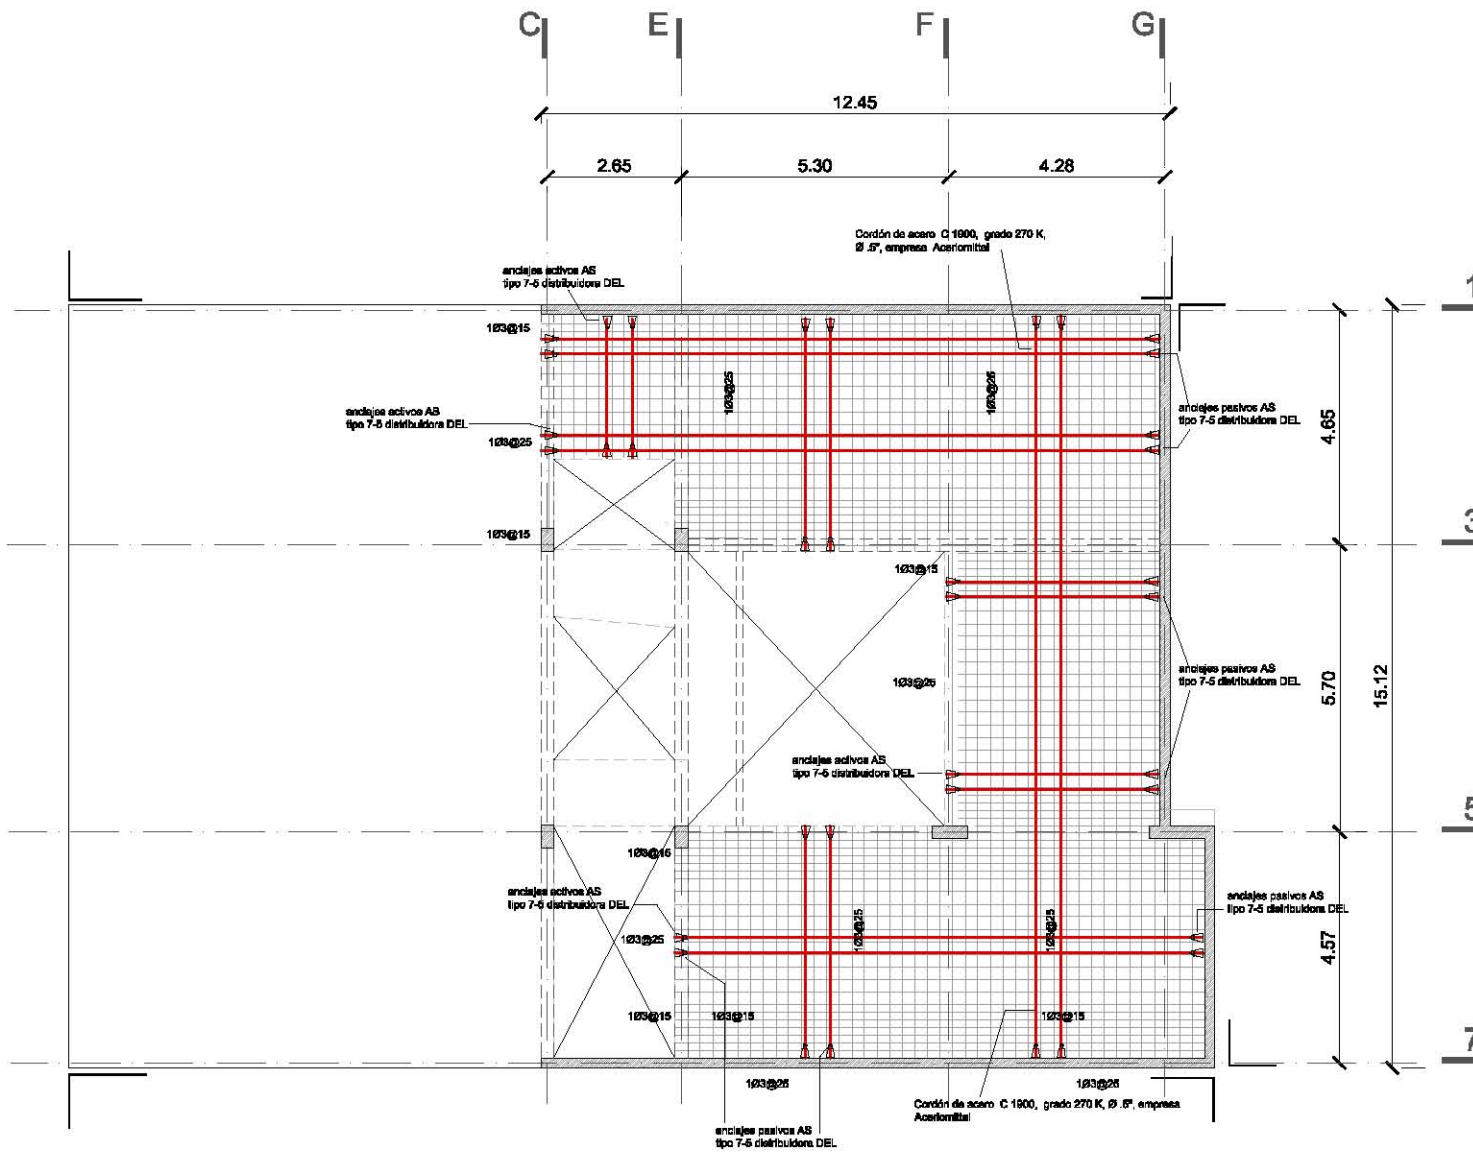 C E F G
12.45
2.65 5.30 4.28
Cordón de acero C 1900, grado 270 K,
Ø .5", empresa Acerlomittal
anclajes activos AS
tipo 7-5 distribuidora DEL
1
1Ø3@15
1Ø3@25 1Ø3@25
anclajes activos AS
tipo 7-5 distribuidora DEL
anclajes pasivos AS
tipo 7-5 distribuidora DEL
4.65
1Ø3@25
3
1Ø3@15
1Ø3@15
anclajes pasivos AS
tipo 7-5 distribuidora DEL
1Ø3@25
5.70
15.12
anclajes activos AS
tipo 7-5 distribuidora DEL
5
1Ø3@15
anclajes activos AS
tipo 7-5 distribuidora DEL
anclajes pasivos AS
tipo 7-5 distribuidora DEL
1Ø3@25 1Ø3@25
1Ø3@25
4.57
1Ø3@15 1Ø3@15 1Ø3@15
7
1Ø3@25 1Ø3@25
Cordón de acero C 1900, grado 270 K, Ø .5", empresa
Acerlomittal
anclajes pasivos AS
tipo 7-5 distribuidora DEL